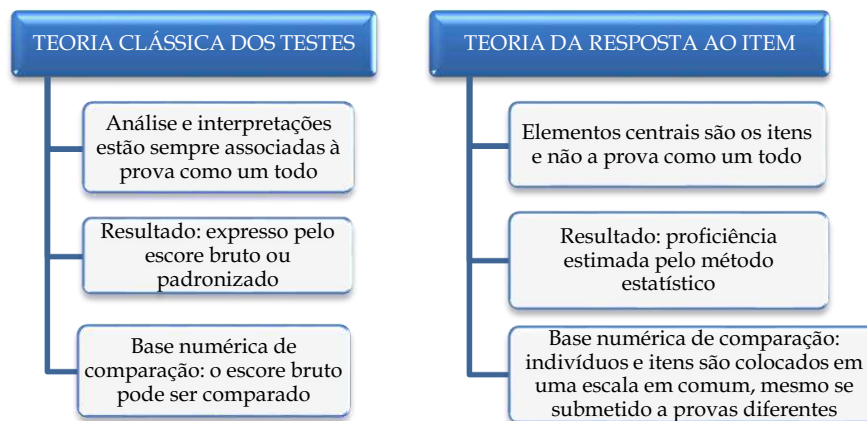 TEORIA CLÁSSICA DOS TESTES
Análise e interpretações
estão sempre associadas à
prova como um todo
Resultado: expresso pelo
escore bruto ou
padronizado
Base numérica de
comparação: o escore bruto
pode ser comparado
TEORIA DA RESPOSTA AO ITEM
Elementos centrais são os itens
e não a prova como um todo
Resultado: proficiência
estimada pelo método
estatístico
Base numérica de comparação:
indivíduos e itens são colocados em
uma escala em comum, mesmo se
submetido a provas diferentes